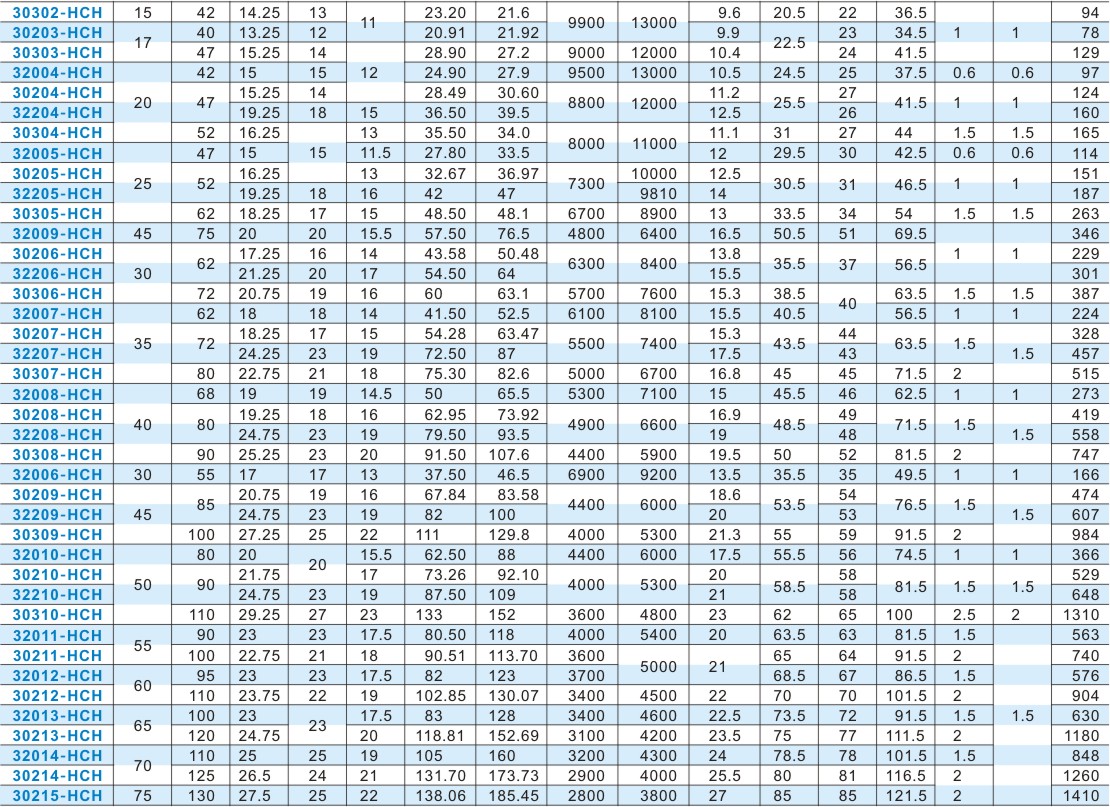 30302-HCH 15 42 14.25 13 11 23.20 21.6 9900 13000 9.6 20.5 22 36.5 94
30203-HCH 17 40 13.25 12 20.91 21.92 9.9 22.5 23 34.5 1 1 78
30303-HCH 47 15.25 14 28.90 27.2 9000 12000 10.4 24 41.5 129
32004-HCH 42 15 15 12 24.90 27.9 9500 13000 10.5 24.5 25 37.5 0.6 0.6 97
30204-HCH 20 47 15.25 14 28.49 30.60 8800 12000 11.2 25.5 27 41.5 1 1 124
32204-HCH 19.25 18 15 36.50 39.5 12.5 26 160
30304-HCH 52 16.25 13 35.50 34.0 8000 11000 11.1 31 27 44 1.5 1.5 165
32005-HCH 47 15 15 11.5 27.80 33.5 12 29.5 30 42.5 0.6 0.6 114
30205-HCH 25 52 16.25 13 32.67 36.97 7300 10000 12.5 30.5 31 46.5 1 1 151
32205-HCH 19.25 18 16 42 47 9810 14 187
30305-HCH 62 18.25 17 15 48.50 48.1 6700 8900 13 33.5 34 54 1.5 1.5 263
32009-HCH 45 75 20 20 15.5 57.50 76.5 4800 6400 16.5 50.5 51 69.5 346
30206-HCH 62 17.25 16 14 43.58 50.48 6300 8400 13.8 35.5 37 56.5 1 1 229
32206-HCH 30 21.25 20 17 54.50 64 15.5 301
30306-HCH 72 20.75 19 16 60 63.1 5700 7600 15.3 38.5 40 63.5 1.5 1.5 387
32007-HCH 62 18 18 14 41.50 52.5 6100 8100 15.5 40.5 56.5 1 1 224
30207-HCH 35 72 18.25 17 15 54.28 63.47 5500 7400 15.3 43.5 44 63.5 1.5 328
32207-HCH 24.25 23 19 72.50 87 17.5 43 1.5 457
30307-HCH 80 22.75 21 18 75.30 82.6 5000 6700 16.8 45 45 71.5 2 515
32008-HCH 68 19 19 14.5 50 65.5 5300 7100 15 45.5 46 62.5 1 1 273
30208-HCH 40 80 19.25 18 16 62.95 73.92 4900 6600 16.9 48.5 49 71.5 1.5 419
32208-HCH 24.75 23 19 79.50 93.5 19 48 1.5 558
30308-HCH 90 25.25 23 20 91.50 107.6 4400 5900 19.5 50 52 81.5 2 747
32006-HCH 30 55 17 17 13 37.50 46.5 6900 9200 13.5 35.5 35 49.5 1 1 166
30209-HCH 45 85 20.75 19 16 67.84 83.58 4400 6000 18.6 53.5 54 76.5 1.5 474
32209-HCH 24.75 23 19 82 100 20 53 1.5 607
30309-HCH 100 27.25 25 22 111 129.8 4000 5300 21.3 55 59 91.5 2 984
32010-HCH 80 20 20 15.5 62.50 88 4400 6000 17.5 55.5 56 74.5 1 1 366
30210-HCH 50 90 21.75 17 73.26 92.10 4000 5300 20 58.5 58 81.5 1.5 1.5 529
32210-HCH 24.75 23 19 87.50 109 21 58 648
30310-HCH 110 29.25 27 23 133 152 3600 4800 23 62 65 100 2.5 2 1310
32011-HCH 55 90 23 23 17.5 80.50 118 4000 5400 20 63.5 63 81.5 1.5 563
30211-HCH 100 22.75 21 18 90.51 113.70 3600 5000 21 65 64 91.5 2 740
32012-HCH 60 95 23 23 17.5 82 123 3700 68.5 67 86.5 1.5 576
30212-HCH 110 23.75 22 19 102.85 130.07 3400 4500 22 70 70 101.5 2 904
32013-HCH 65 100 23 23 17.5 83 128 3400 4600 22.5 73.5 72 91.5 1.5 1.5 630
30213-HCH 120 24.75 20 118.81 152.69 3100 4200 23.5 75 77 111.5 2 1180
32014-HCH 70 110 25 25 19 105 160 3200 4300 24 78.5 78 101.5 1.5 848
30214-HCH 125 26.5 24 21 131.70 173.73 2900 4000 25.5 80 81 116.5 2 1260
30215-HCH 75 130 27.5 25 22 138.06 185.45 2800 3800 27 85 85 121.5 2 1410